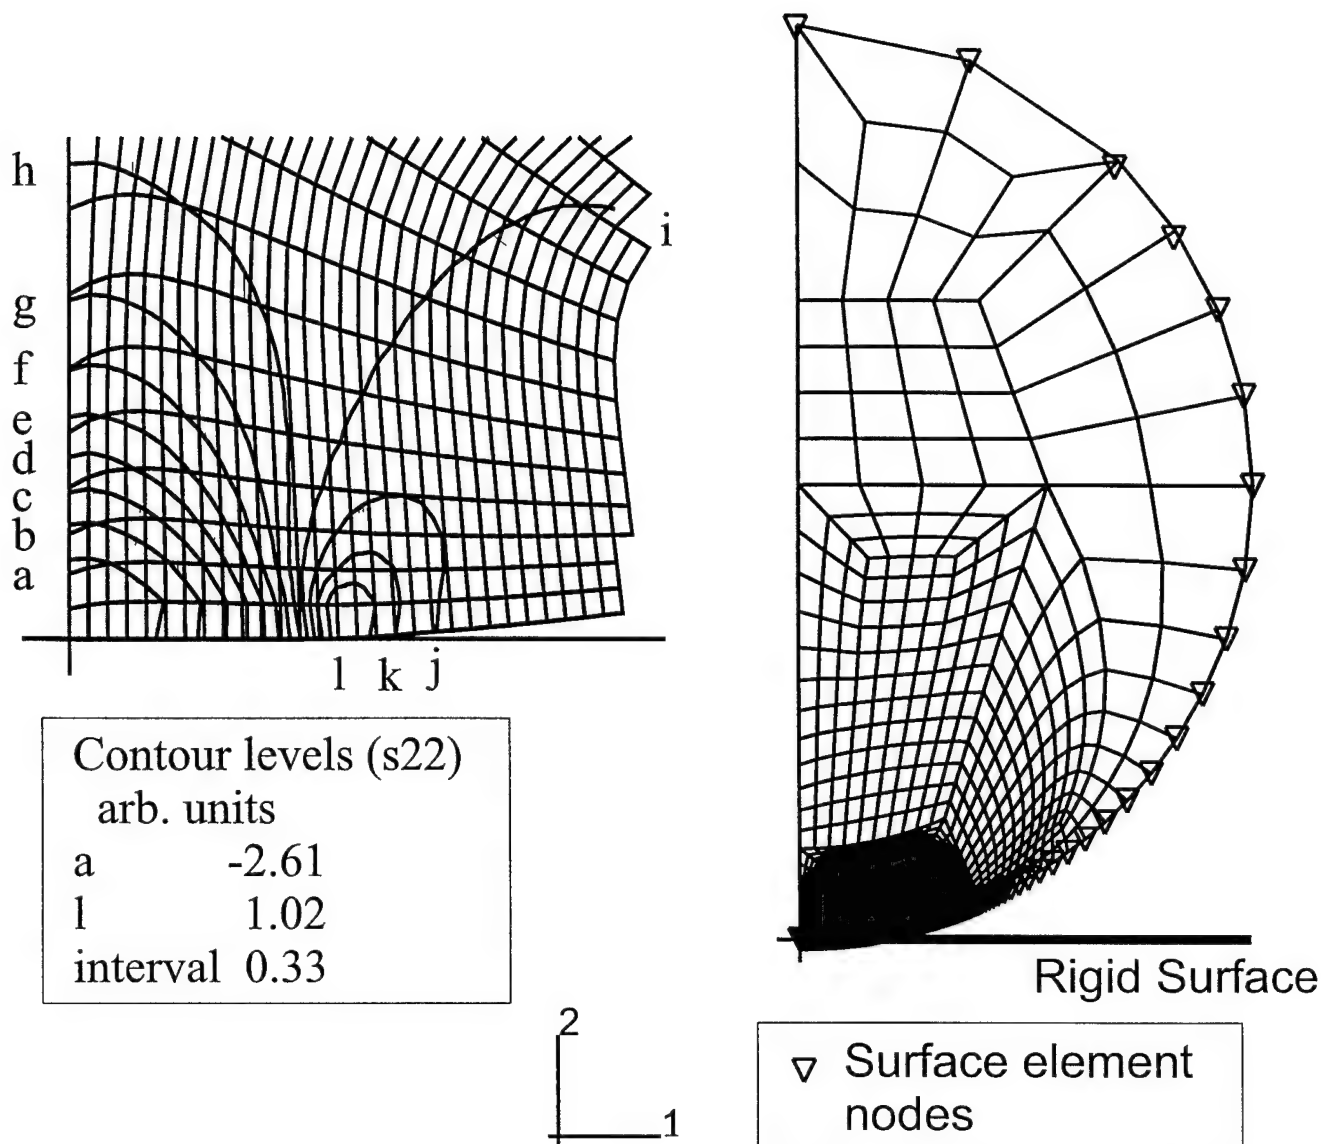 h
i
g
f
e
d
c
b
a
l k j
Contour levels (s22)
arb. units
a -2.61
l 1.02
interval 0.33
Rigid Surface
2
1
Surface element
nodes